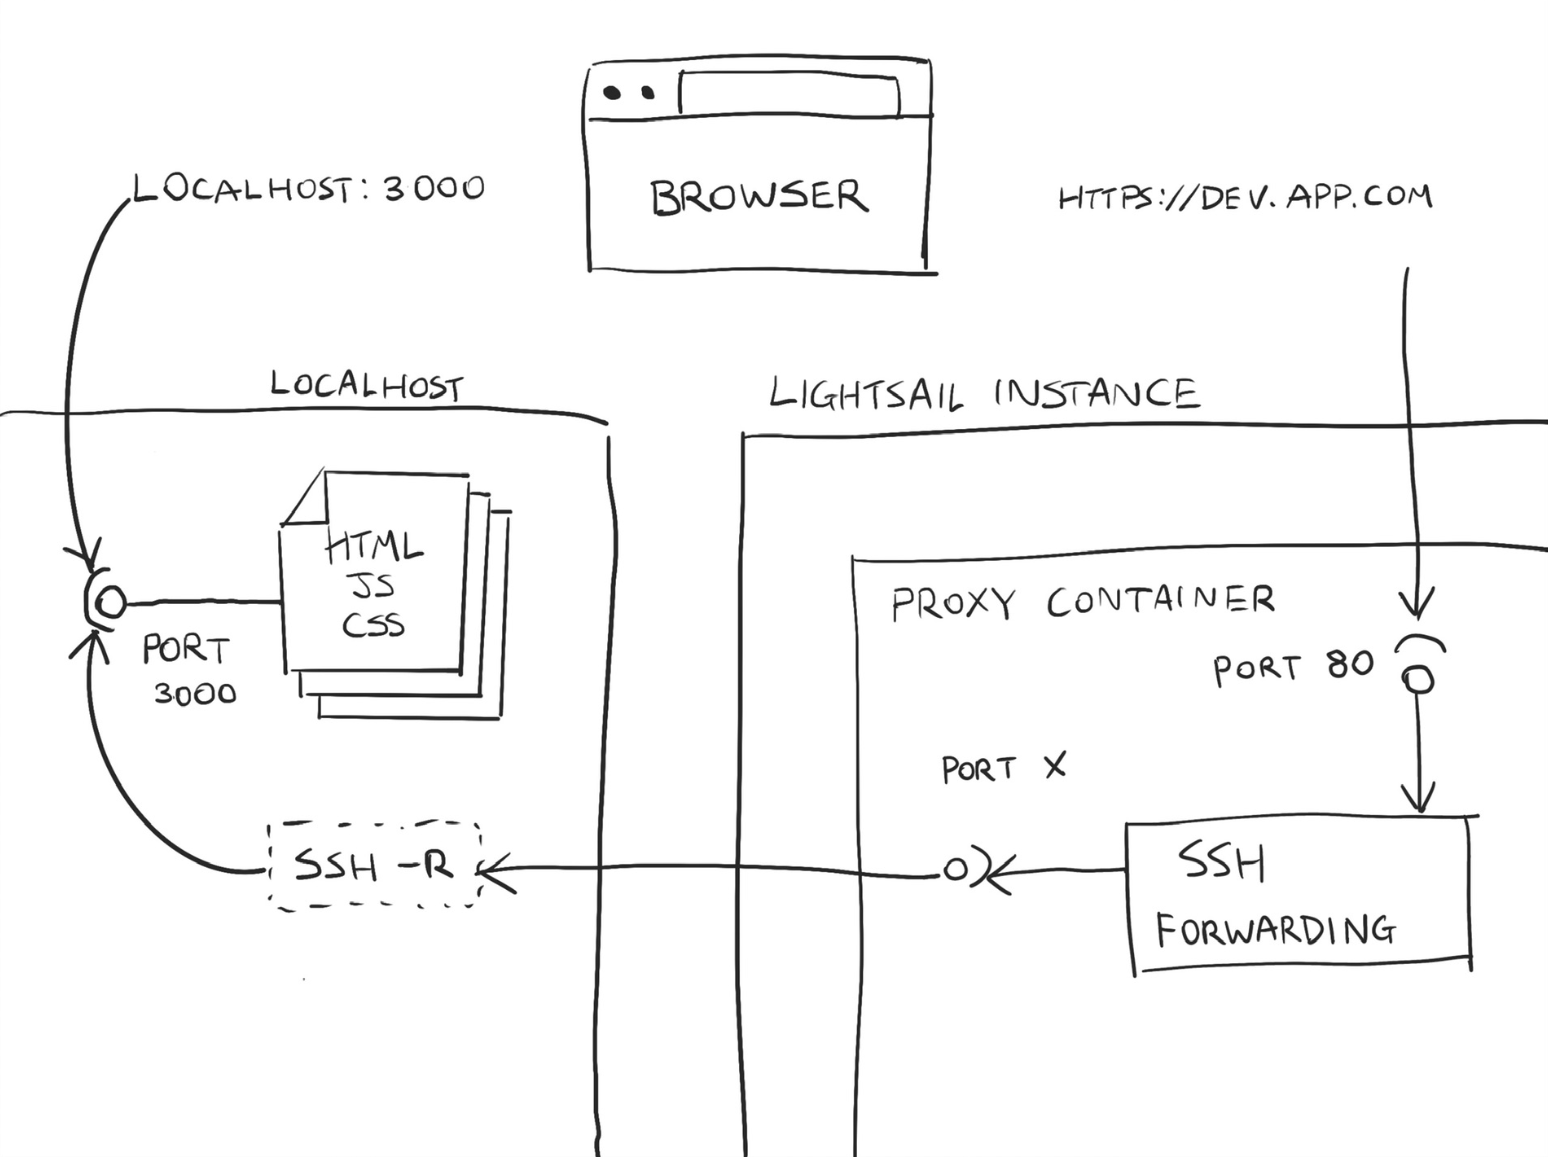 BROWSER
LOCALHOST: 3000
HTTPS://DEV.APP.COM
LOCALHOST
LIGHTSAIL INSTANCE
HTML
JS
CSS
PORT
3000
PROXY CONTAINER
PORT 80
PORT X
SSH -R
SSH
FORWARDING